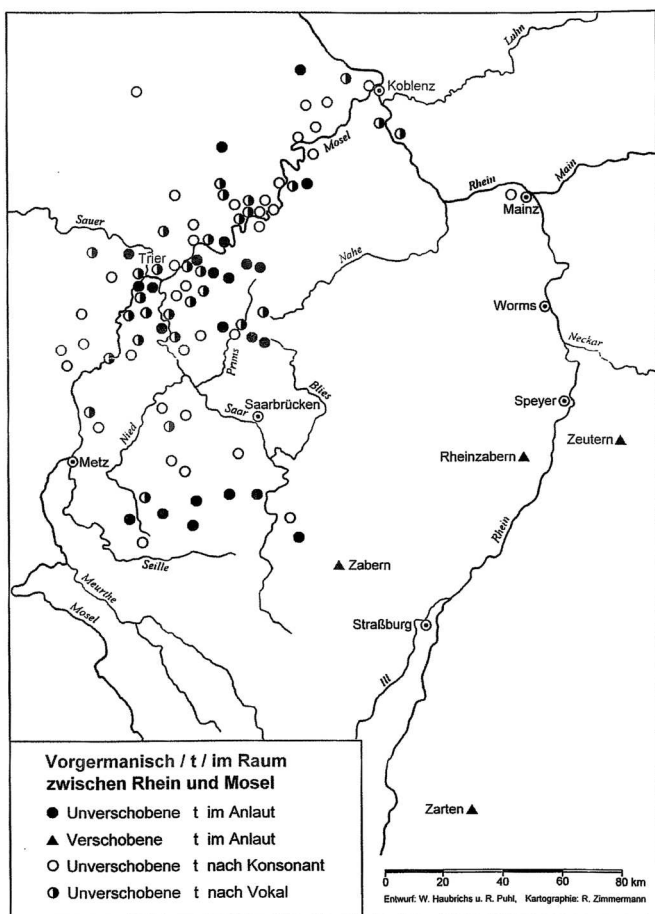 Lahn
Koblenz
Mosel
Rhein
Main
Mainz
Sauer
Trier
Nahe
Worms
Neckar
Prims
Blies
Saarbrücken
Saar
Nied
Speyer
Zeutern
Rheinzabern
Metz
Rhein
Seille
Zabern
Meurthe
Mosel
Straßburg
Ill
Zarten
Vorgermanisch / t / im Raum
zwischen Rhein und Mosel
Unverschobene t im Anlaut
Verschobene t im Anlaut
Unverschobene t nach Konsonant
Unverschobene t nach Vokal
0 20 40 60 80 km
Entwurf: W. Haubrichs u. R. Puhl, Kartographie: R. Zimmermann